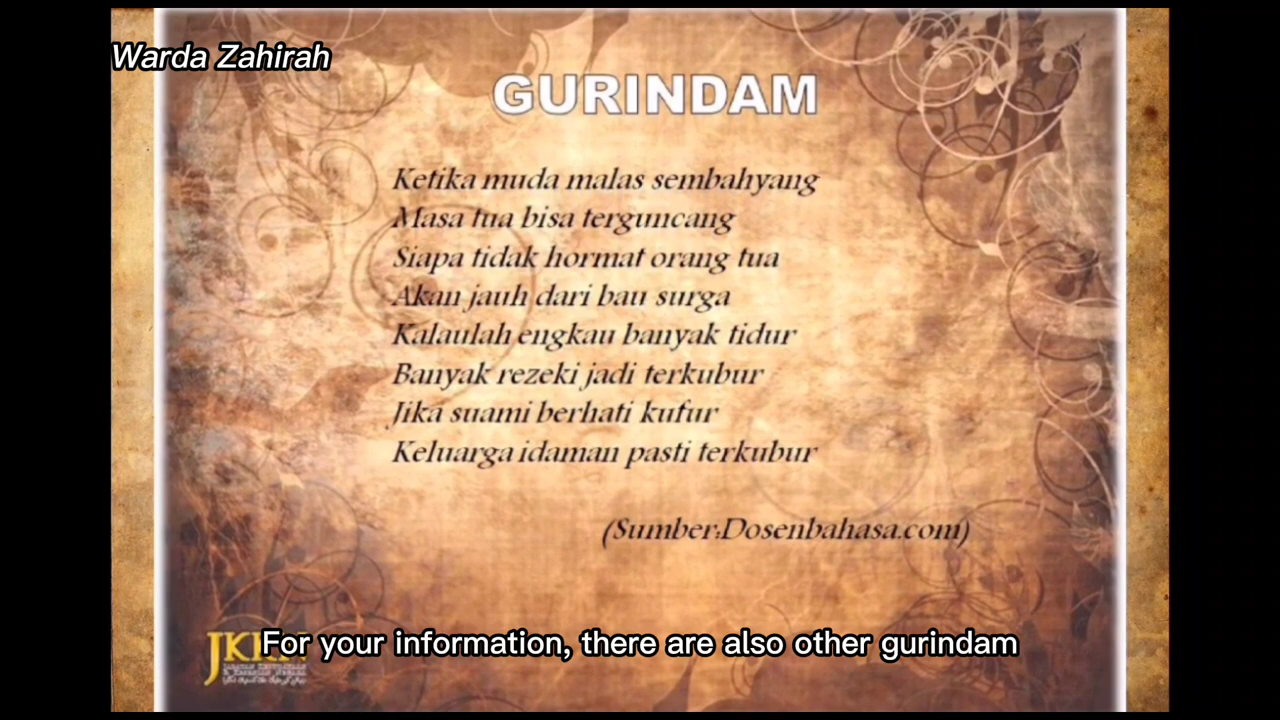 Warda Zahirah
GURINDAM
Ketika muda malas sembahyang
Masa tua bisa terguncang
Siapa tidak hormat orang tua
Akan jauh dari bau surga
Kalaulah engkau banyak tidur
Banyak rezeki jadi terkubur
Jika suami berhati kufur
Keluarga idaman pasti terkubur
(Sumber:Dosenbahasa.com)
For your information, there are also other gurindam